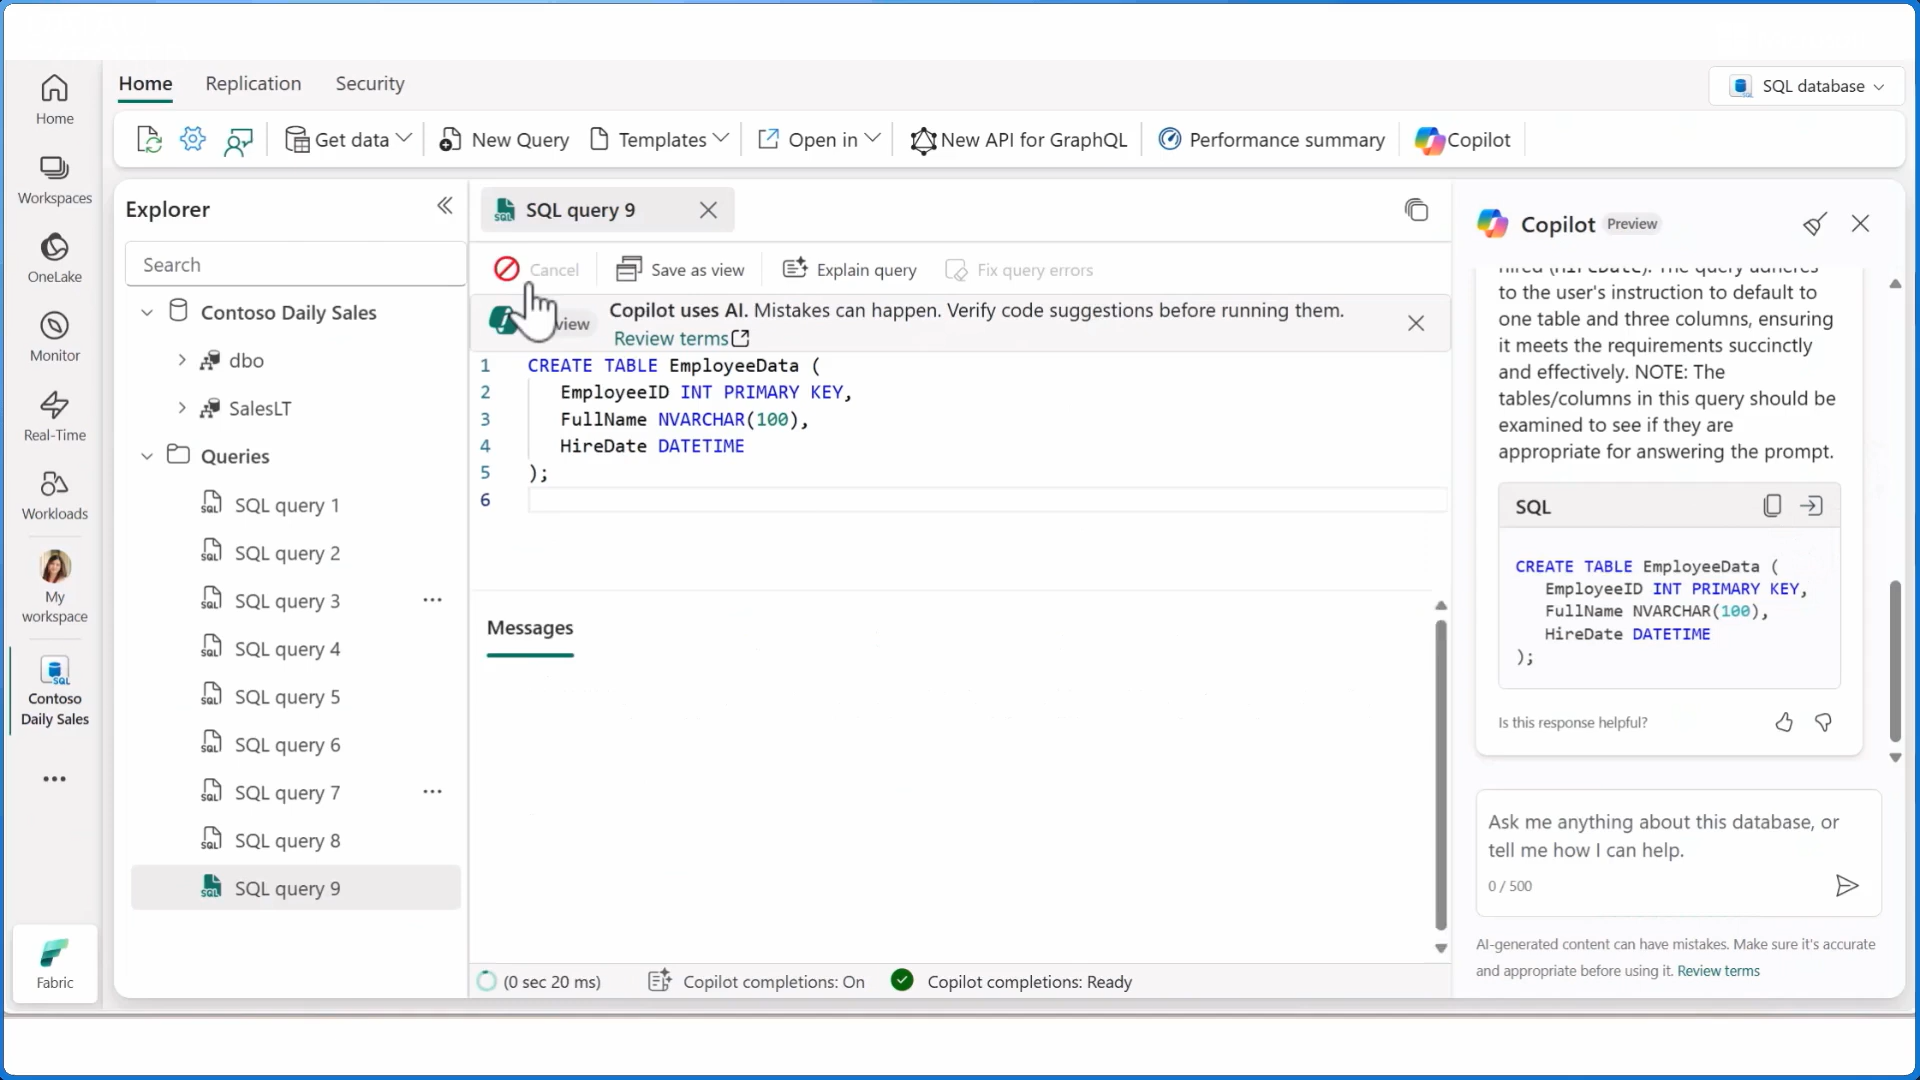 Home
Replication
Security
SQL database
Get data
New Query
Templates
Open in
New API for GraphQL
Performance summary
Copilot
Home
Workspaces
OneLake
Monitor
Real-Time
Workloads
My
workspace
Contoso
Daily Sales
Fabric
Explorer
Search
Contoso Daily Sales
dbo
SalesLT
Queries
SQL query 1
SQL query 2
SQL query 3
SQL query 4
SQL query 5
SQL query 6
SQL query 7
SQL query 8
SQL query 9
SQL query 9
Cancel
Save as view
Explain query
Fix query errors
Copilot uses AI. Mistakes can happen. Verify code suggestions before running them.
Review terms
1 CREATE TABLE EmployeeData (
2 EmployeeID INT PRIMARY KEY,
3 FullName NVARCHAR(100),
4 HireDate DATETIME
5 );
6
Messages
(0 sec 20 ms)
Copilot completions: On
Copilot completions: Ready
Copilot Preview
hired (HireDate). The query adheres
to the user's instruction to default to
one table and three columns, ensuring
it meets the requirements succinctly
and effectively. NOTE: The
tables/columns in this query should be
examined to see if they are
appropriate for answering the prompt.
SQL
CREATE TABLE EmployeeData (
EmployeeID INT PRIMARY KEY,
FullName NVARCHAR(100),
HireDate DATETIME
);
Is this response helpful?
Ask me anything about this database, or
tell me how I can help.
0 / 500
AI-generated content can have mistakes. Make sure it's accurate
and appropriate before using it. Review terms